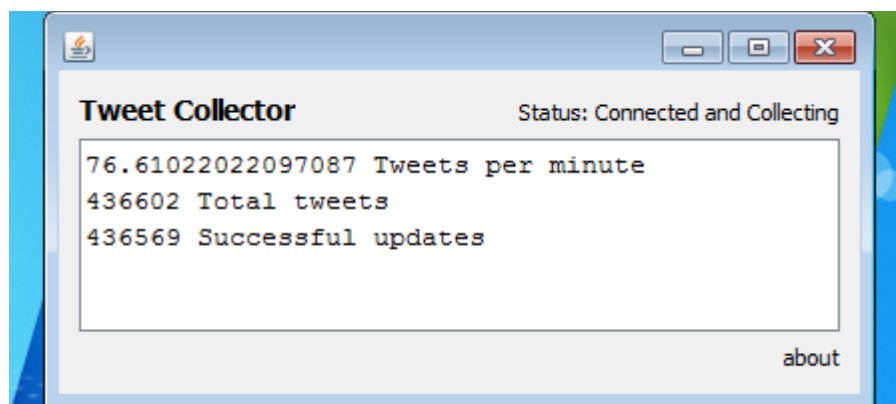 Tweet Collector
Status: Connected and Collecting
76.61022022097087 Tweets per minute
436602 Total tweets
436569 Successful updates
about